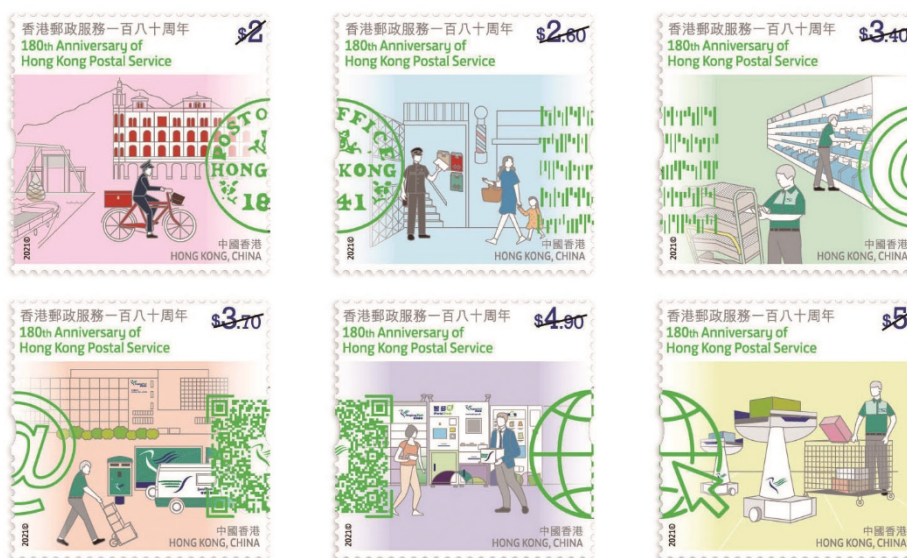 香港郵政服務一百八十周年
180th Anniversary of
Hong Kong Postal Service
$2
POSTO
HONG
18
2021©
中國香港
HONG KONG, CHINA
香港郵政服務一百八十周年
180th Anniversary of
Hong Kong Postal Service
$2.60
FFICE
KONG
41
2021©
中國香港
HONG KONG, CHINA
香港郵政服務一百八十周年
180th Anniversary of
Hong Kong Postal Service
$3.40
2021©
中國香港
HONG KONG, CHINA
香港郵政服務一百八十周年
180th Anniversary of
Hong Kong Postal Service
$3.70
@
2021©
中國香港
HONG KONG, CHINA
香港郵政服務一百八十周年
180th Anniversary of
Hong Kong Postal Service
$4.90
2021©
中國香港
HONG KONG, CHINA
香港郵政服務一百八十周年
180th Anniversary of
Hong Kong Postal Service
$5
2021©
中國香港
HONG KONG, CHINA